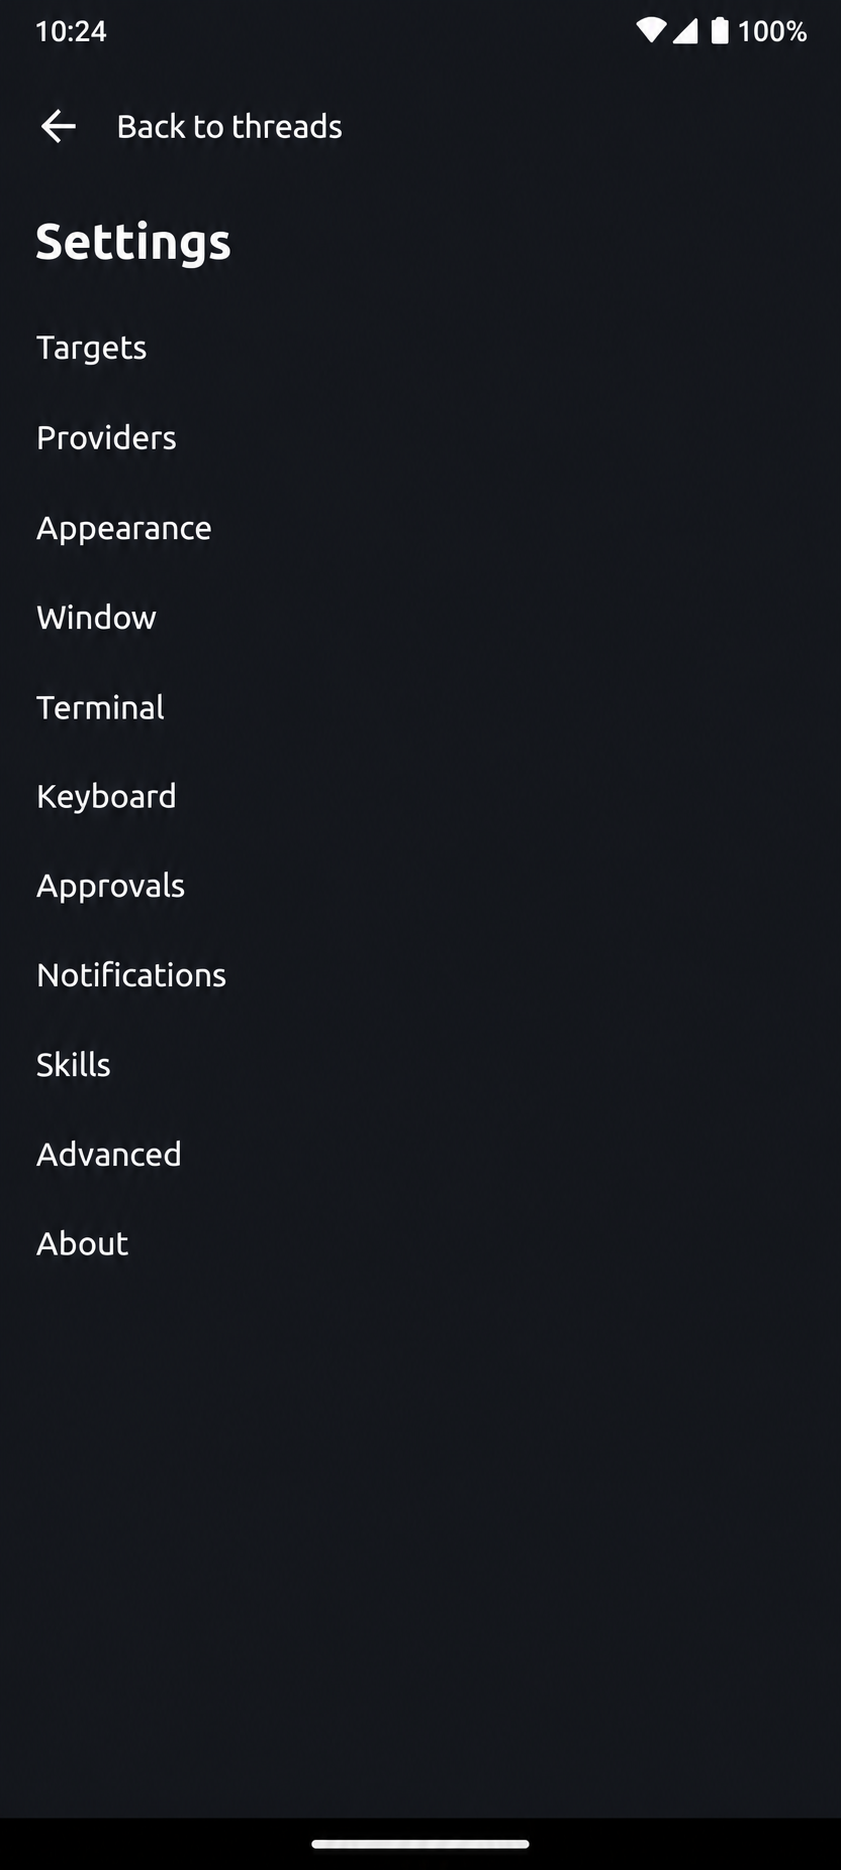 10:24 100%
Back to threads
Settings
Targets
Providers
Appearance
Window
Terminal
Keyboard
Approvals
Notifications
Skills
Advanced
About